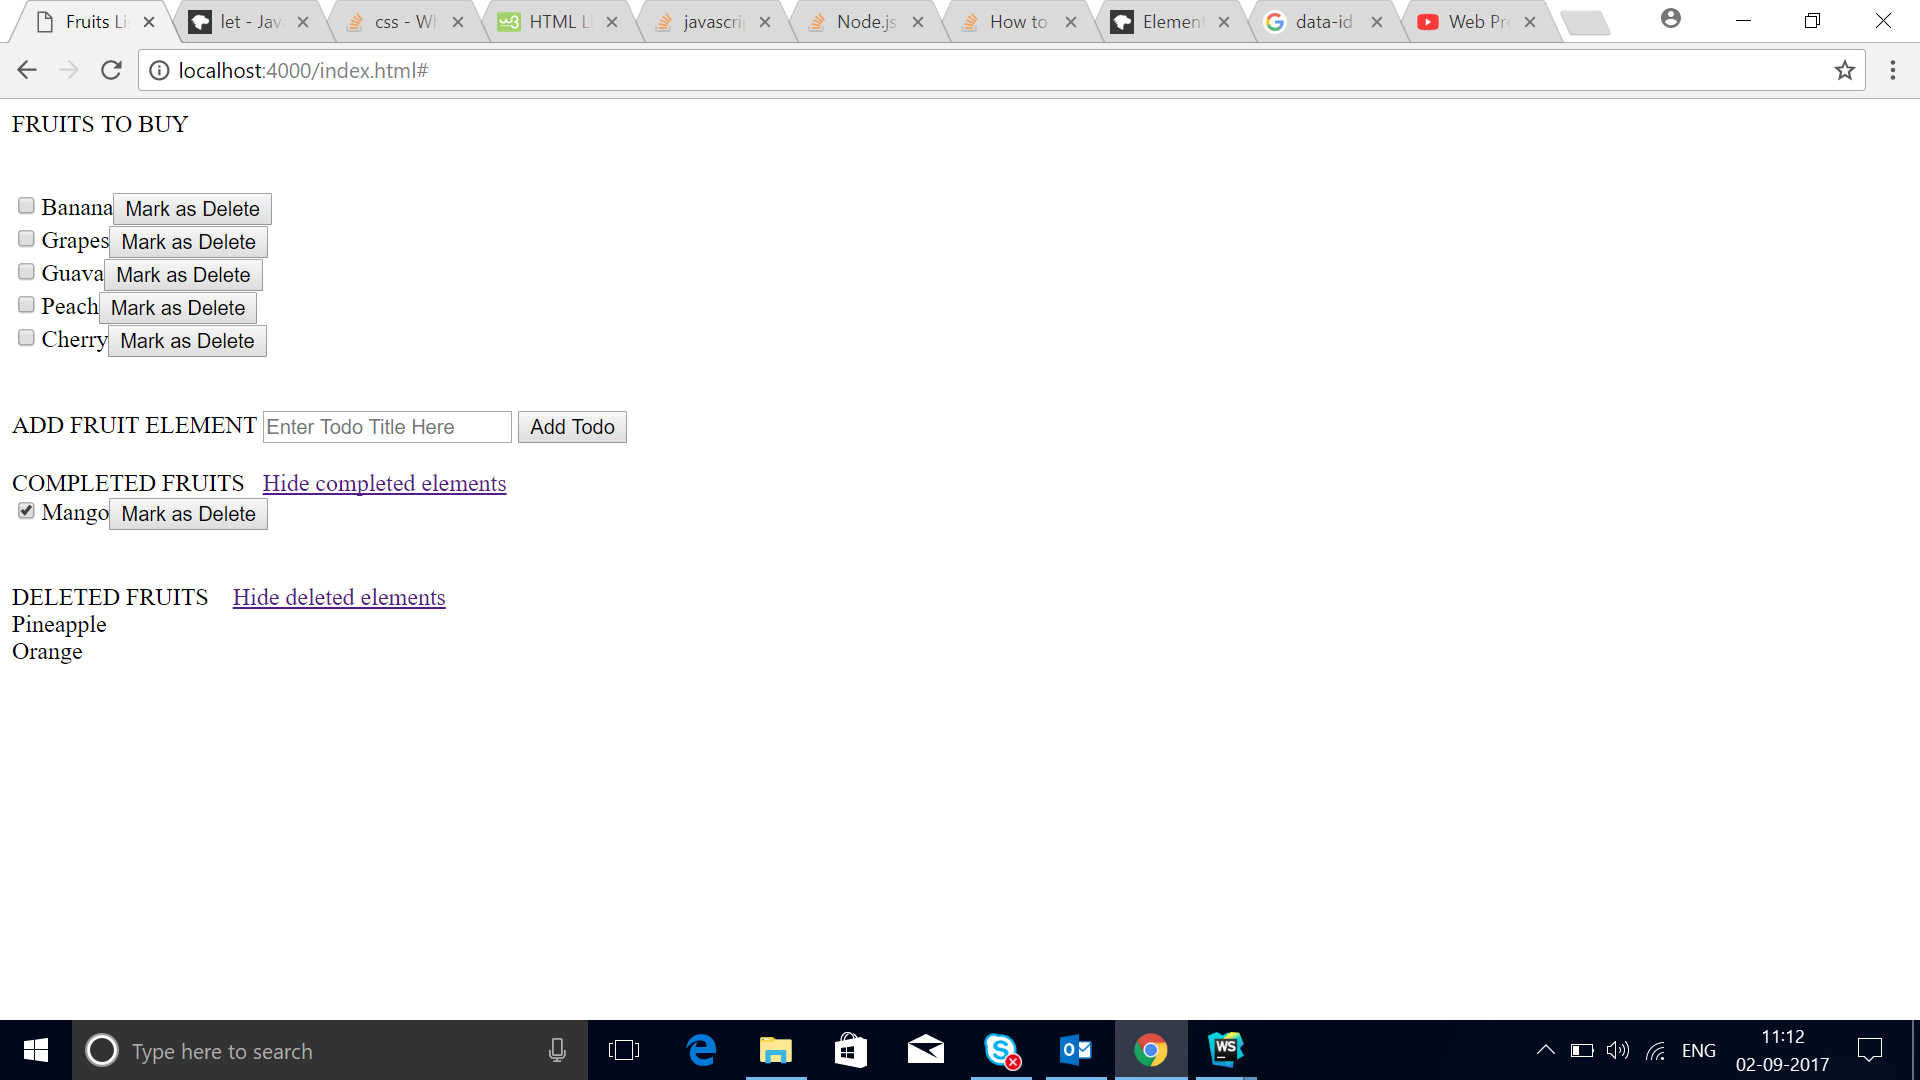 Fruits Li let - Jav css - Wh HTML LI javascri Node.js How to Element data-id Web Pro
localhost:4000/index.html#
FRUITS TO BUY
Banana Mark as Delete
Grapes Mark as Delete
Guava Mark as Delete
Peach Mark as Delete
Cherry Mark as Delete
ADD FRUIT ELEMENT Enter Todo Title Here Add Todo
COMPLETED FRUITS Hide completed elements
Mango Mark as Delete
DELETED FRUITS Hide deleted elements
Pineapple
Orange
Type here to search
ENG
11:12
02-09-2017